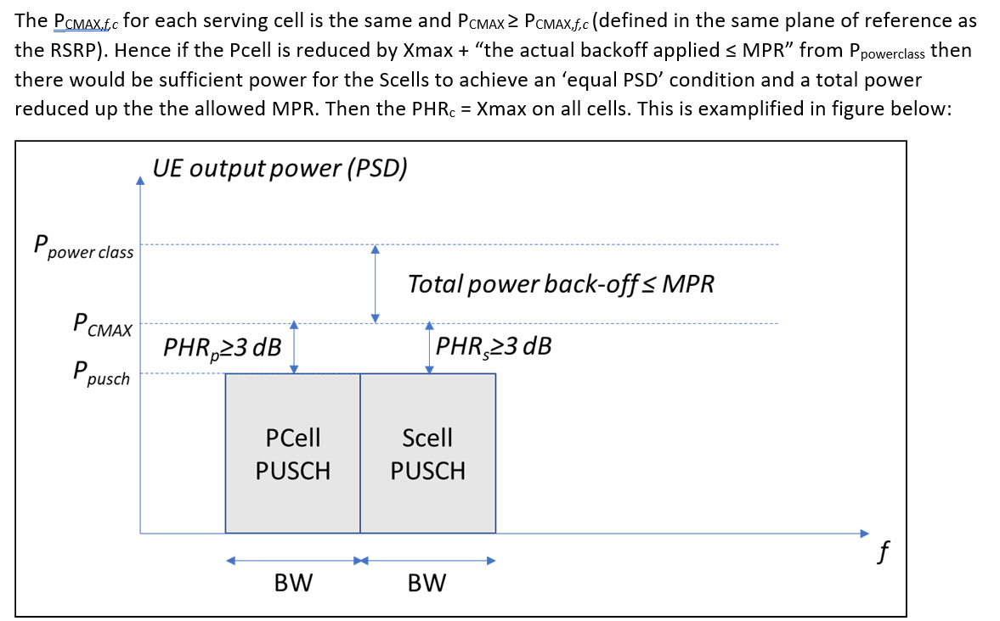 The PCMAX,f,c for each serving cell is the same and PCMAX ≥ PCMAX,f,c (defined in the same plane of reference as
the RSRP). Hence if the Pcell is reduced by Xmax + “the actual backoff applied ≤ MPR” from Ppowerclass then
there would be sufficient power for the Scells to achieve an ‘equal PSD’ condition and a total power
reduced up the the allowed MPR. Then the PHRc = Xmax on all cells. This is examplified in figure below:
UE output power (PSD)
Ppower class
Total power back-off ≤ MPR
PCMAX
PHRp≥3 dB
PHRs≥3 dB
Ppusch
PCell
PUSCH
Scell
PUSCH
f
BW
BW